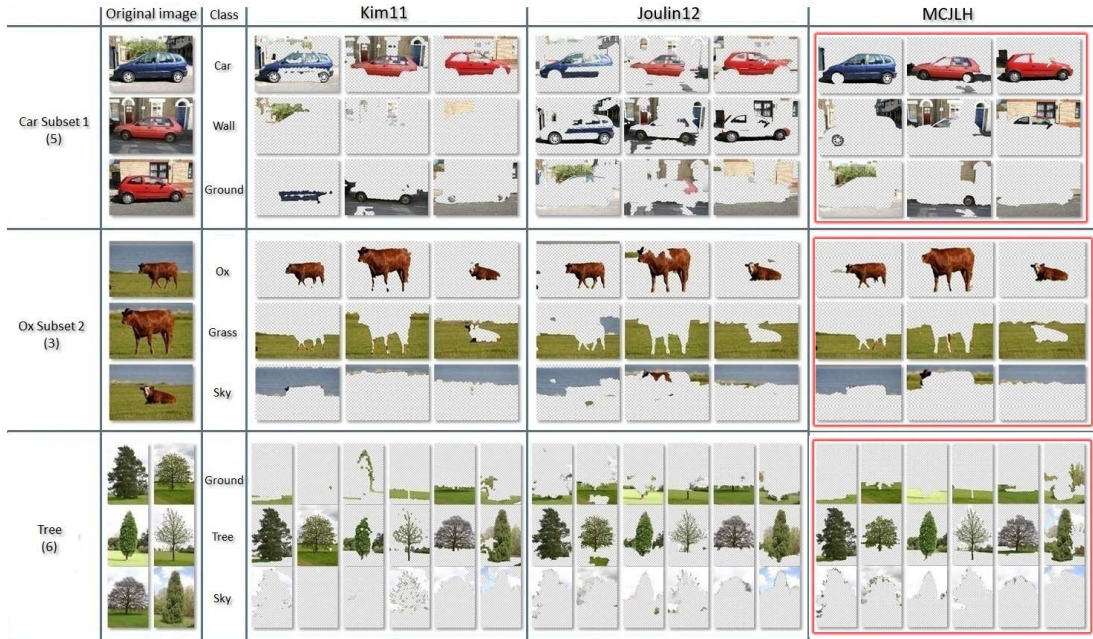 Original image Class Kim11 Joulin12 MCJLH
Car
Car Subset 1
(5)
Wall
Ground
Ox
Ox Subset 2
(3)
Grass
Sky
Ground
Tree
(6)
Tree
Sky